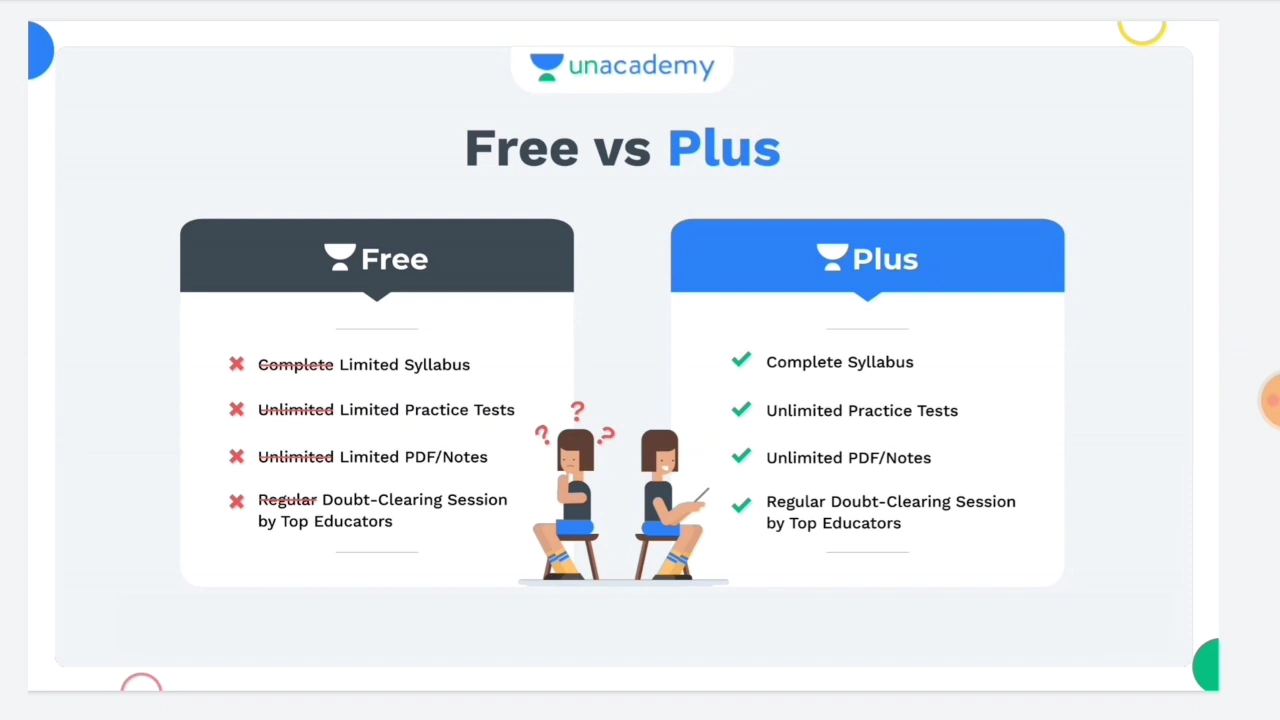 unacademy
Free vs Plus
Free
Complete Limited Syllabus
Unlimited Limited Practice Tests
Unlimited Limited PDF/Notes
Regular Doubt-Clearing Session
by Top Educators
? ? ?
Plus
Complete Syllabus
Unlimited Practice Tests
Unlimited PDF/Notes
Regular Doubt-Clearing Session
by Top Educators